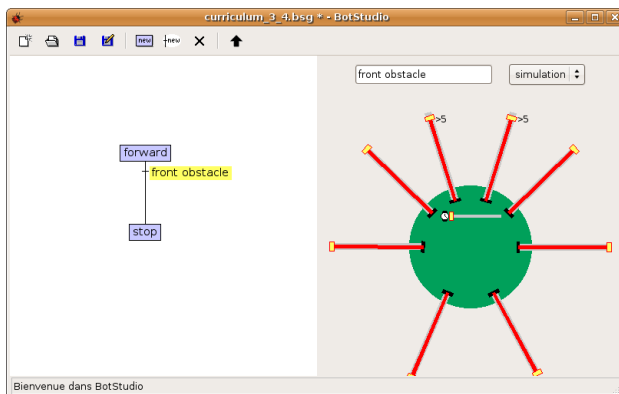 curriculum_3_4.bsg * - BotStudio
new
new
front obstacle
simulation
>5
>5
forward
front obstacle
stop
Bienvenue dans BotStudio